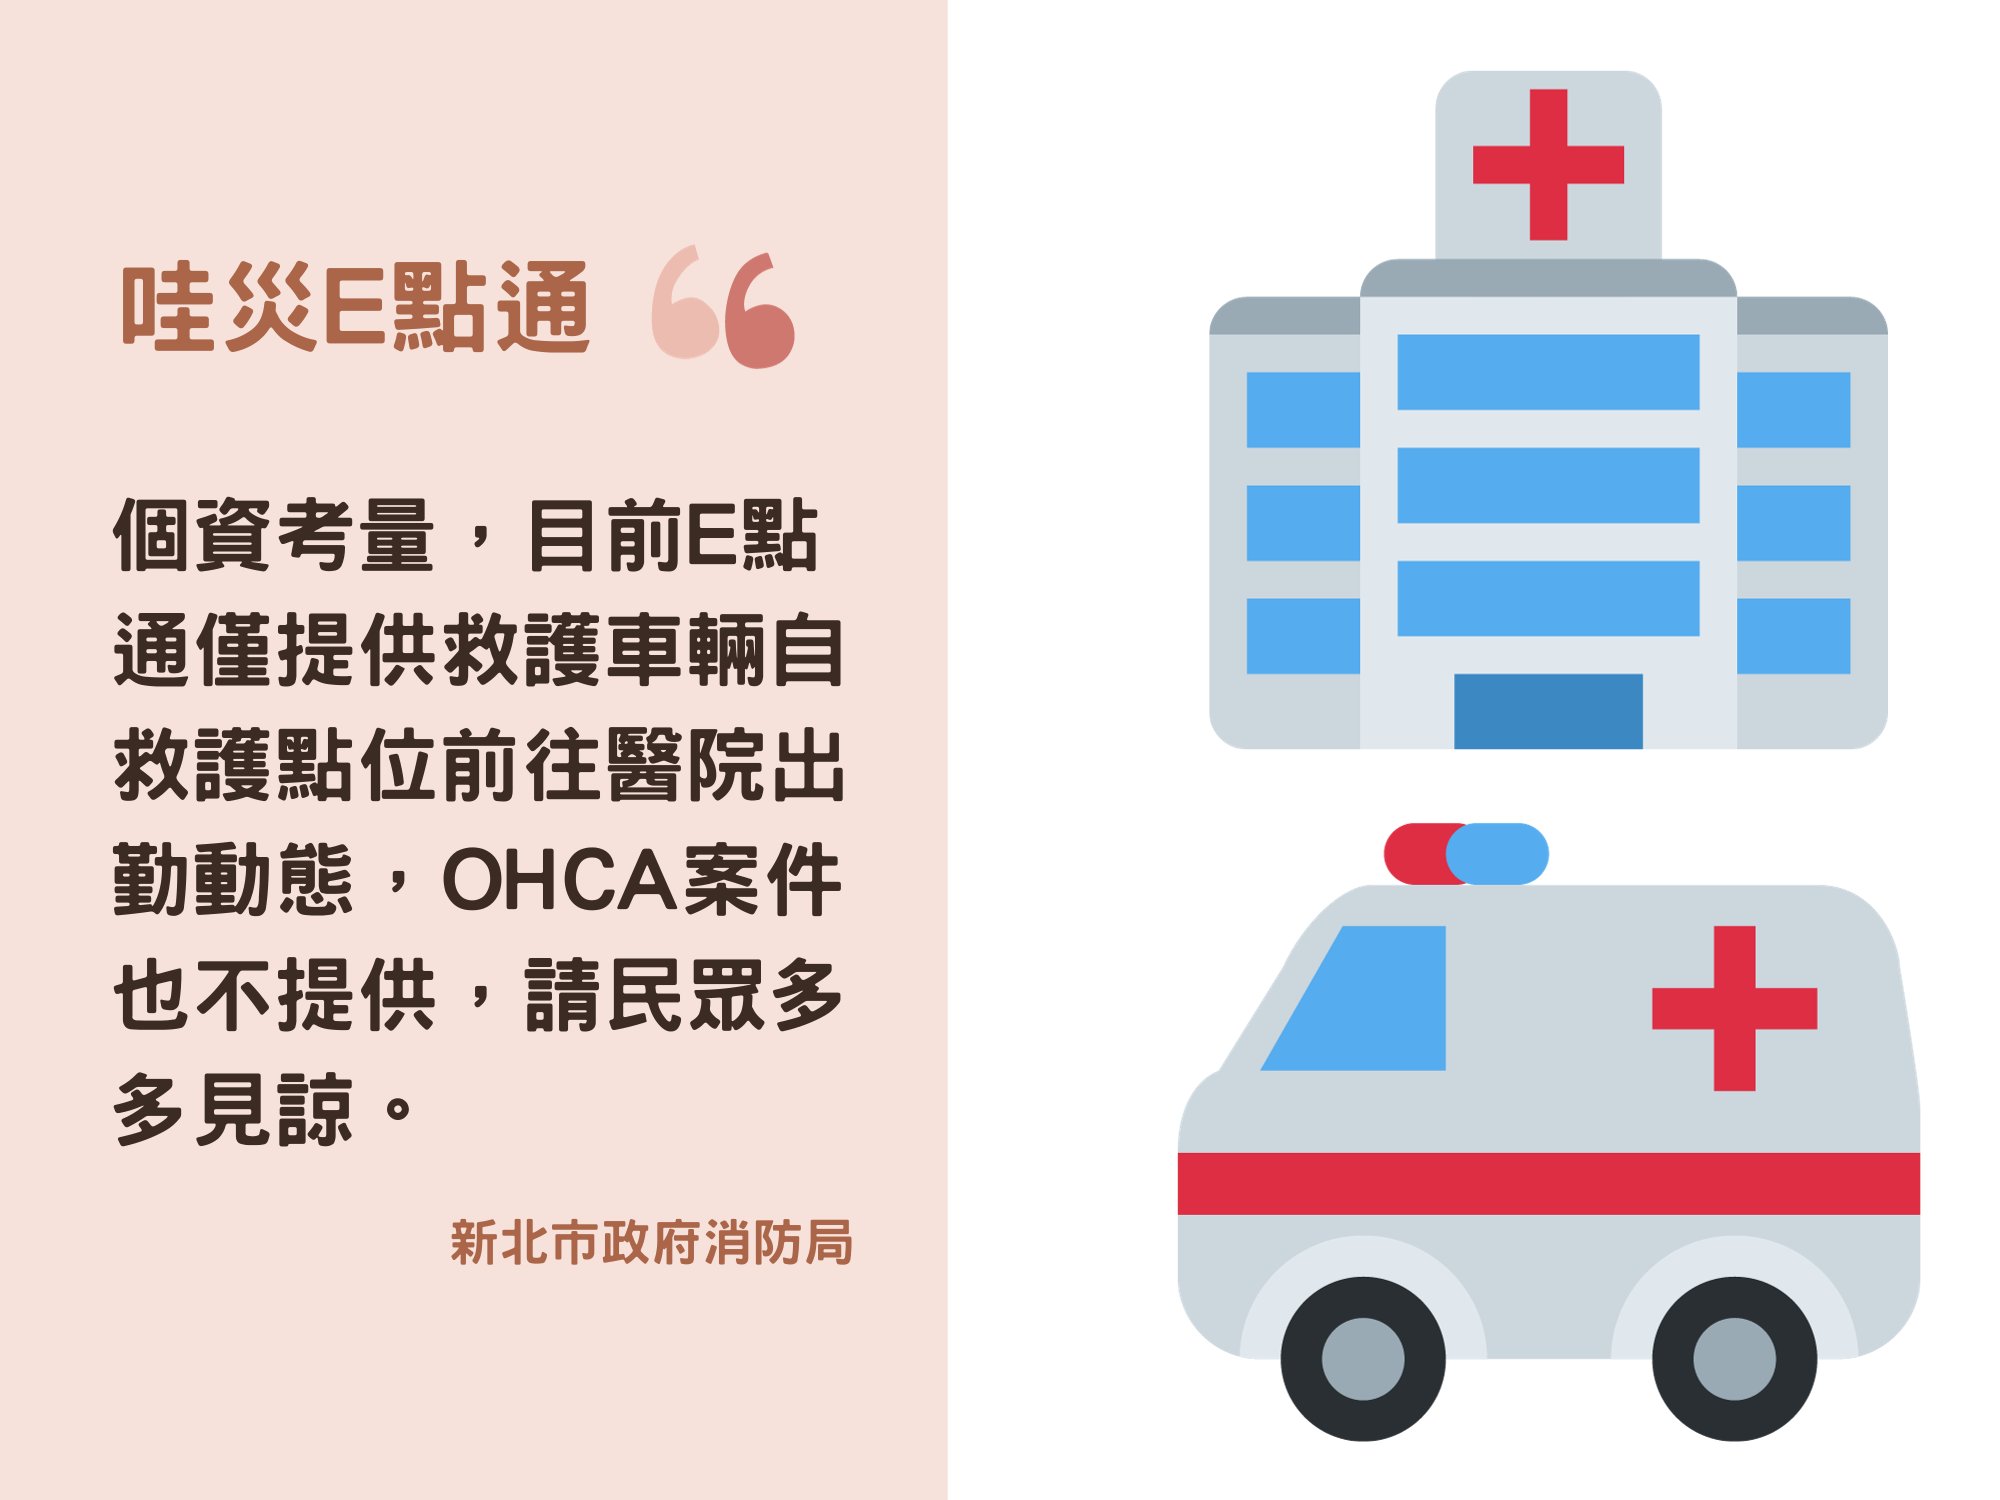 哇災E點通
個資考量，目前E點
通僅提供救護車輛自
救護點位前往醫院出
勤動態，OHCA案件
也不提供，請民眾多
多見諒。
新北市政府消防局